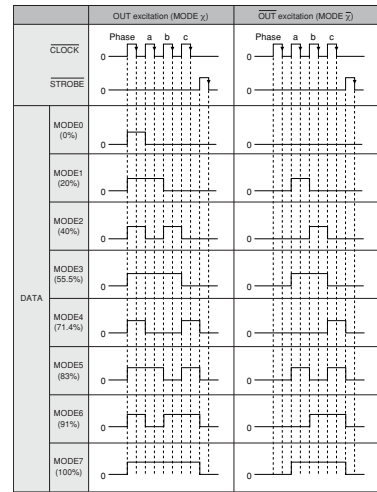 OUT excitation (MODE χ) OUT excitation (MODE χ)
CLOCK Phase a b c Phase a b c
0 0
STROBE 0 0
DATA
MODE0
(0%)
0 0
MODE1
(20%)
0 0
MODE2
(40%)
0 0
MODE3
(55.5%)
0 0
MODE4
(71.4%)
0 0
MODE5
(83%)
0 0
MODE6
(91%)
0 0
MODE7
(100%)
0 0